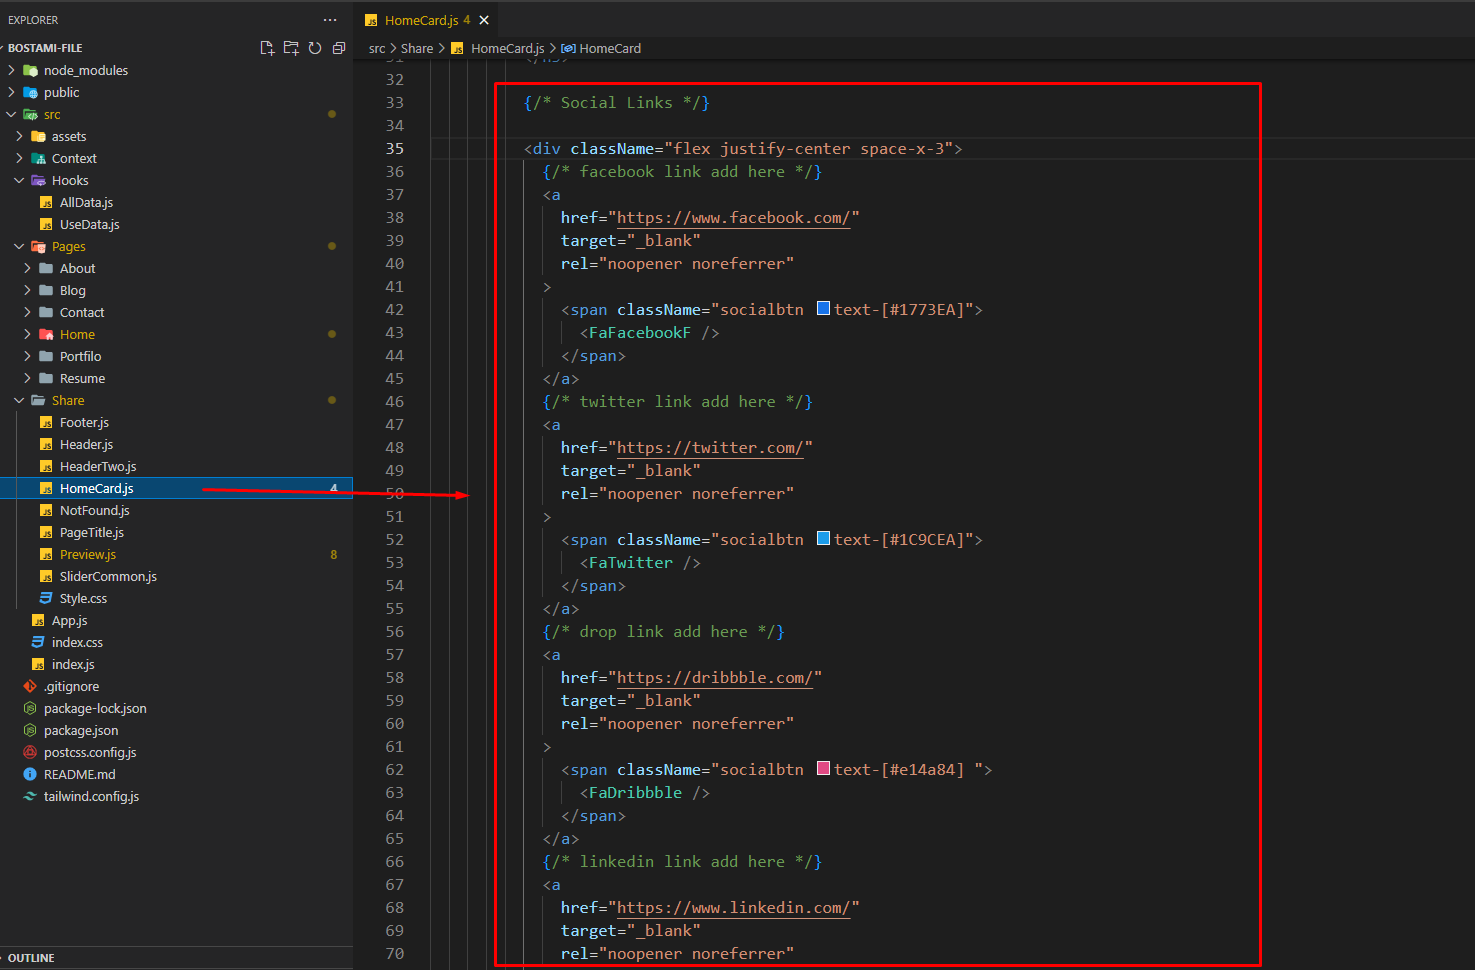 EXPLORER
BOSTAMI-FILE
node_modules
public
src
assets
Context
Hooks
AllData.js
UseData.js
Pages
About
Blog
Contact
Home
Portfilo
Resume
Share
Footer.js
Header.js
HeaderTwo.js
HomeCard.js 4
NotFound.js
PageTitle.js
Preview.js 8
SliderCommon.js
Style.css
App.js
index.css
index.js
.gitignore
package-lock.json
package.json
postcss.config.js
README.md
tailwind.config.js
OUTLINE
HomeCard.js 4
src > Share > HomeCard.js > HomeCard
31 </h5>
32
33 {/* Social Links */}
34
35 <div className="flex justify-center space-x-3">
36 {/* facebook link add here */}
37 <a
38 href="https://www.facebook.com/"
39 target="_blank"
40 rel="noopener noreferrer"
41 >
42 <span className="socialbtn text-[#1773EA]">
43 <FaFacebookF />
44 </span>
45 </a>
46 {/* twitter link add here */}
47 <a
48 href="https://twitter.com/"
49 target="_blank"
50 rel="noopener noreferrer"
51 >
52 <span className="socialbtn text-[#1C9CEA]">
53 <FaTwitter />
54 </span>
55 </a>
56 {/* drop link add here */}
57 <a
58 href="https://dribbble.com/"
59 target="_blank"
60 rel="noopener noreferrer"
61 >
62 <span className="socialbtn text-[#e14a84] ">
63 <FaDribbble />
64 </span>
65 </a>
66 {/* linkedin link add here */}
67 <a
68 href="https://www.linkedin.com/"
69 target="_blank"
70 rel="noopener noreferrer"